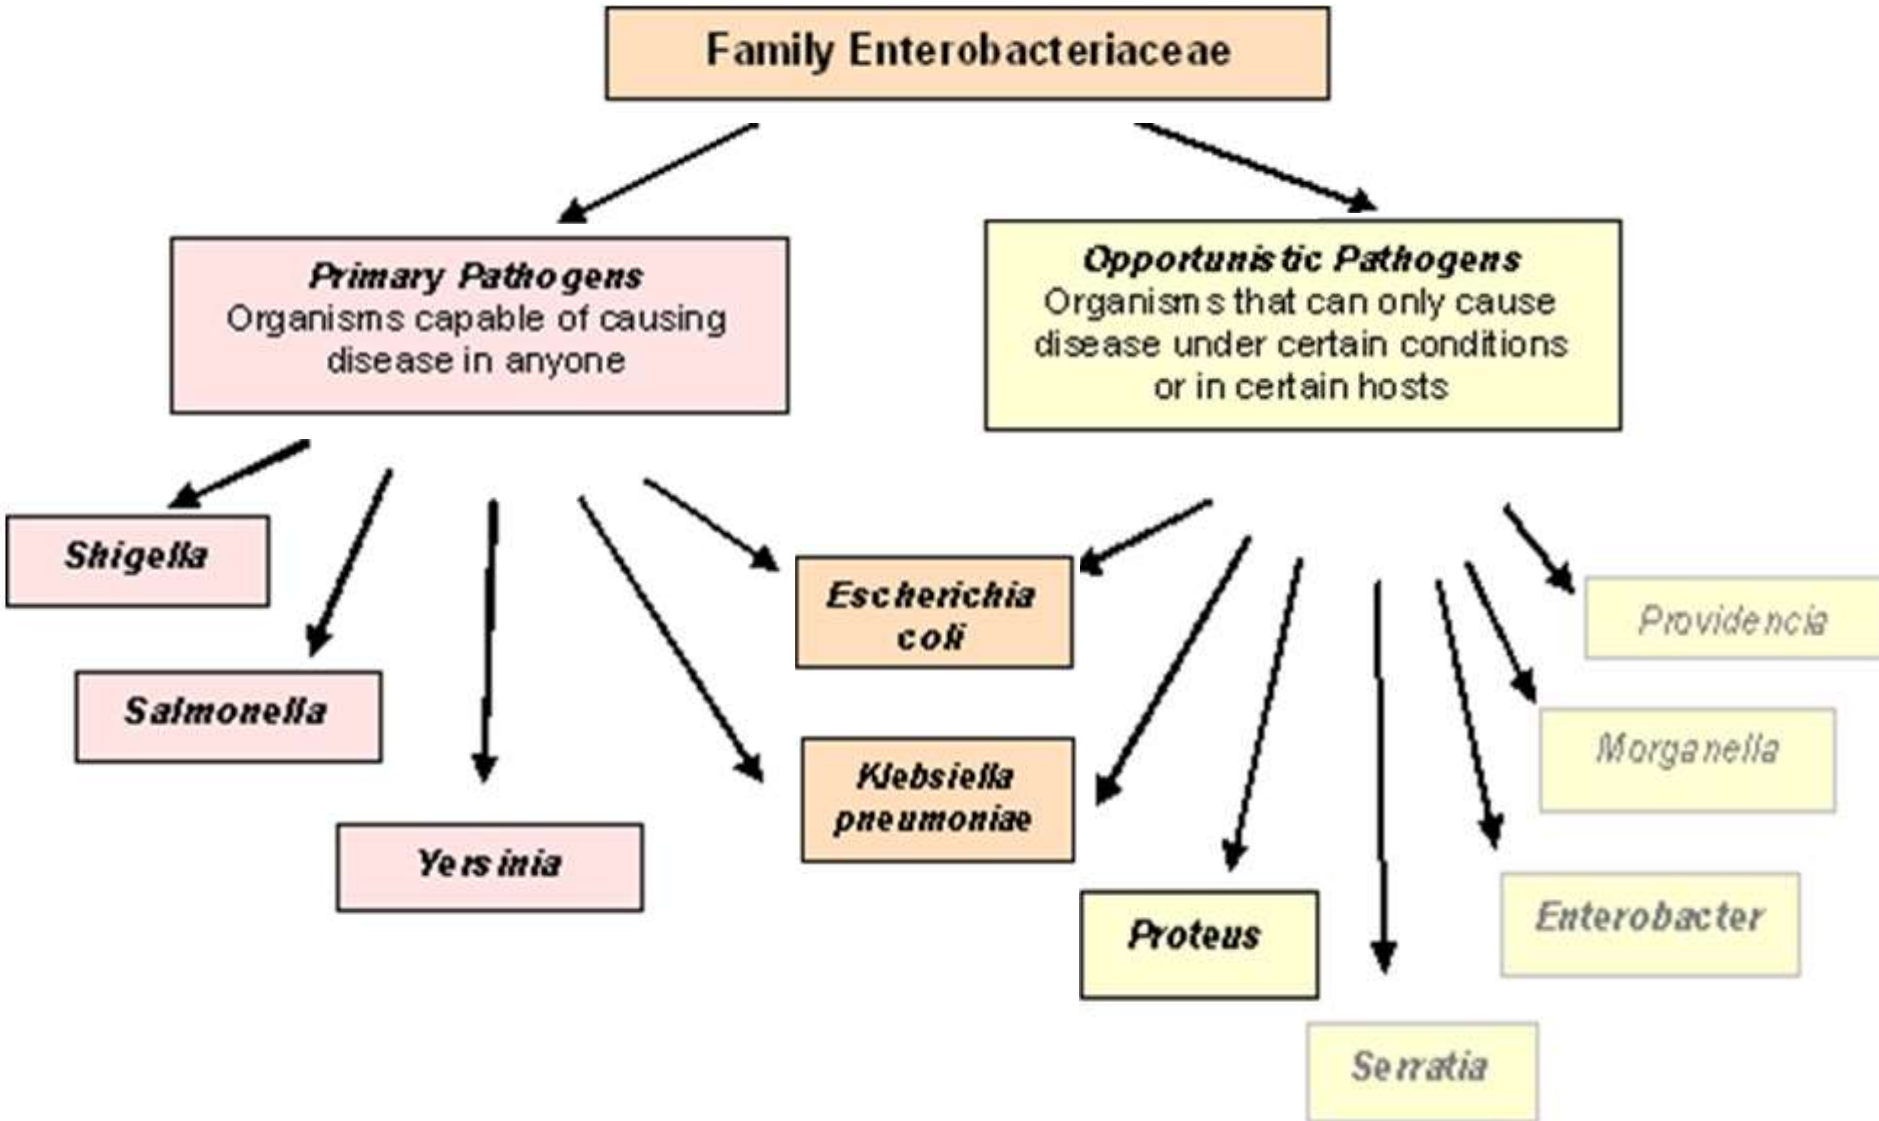 Family Enterobacteriaceae
Primary Pathogens
Organisms capable of causing
disease in anyone
Opportunistic Pathogens
Organisms that can only cause
disease under certain conditions
or in certain hosts
Shigella
Salmonella
Yersinia
Escherichia
coli
Klebsiella
pneumoniae
Proteus
Serratia
Enterobacter
Morganella
Providencia